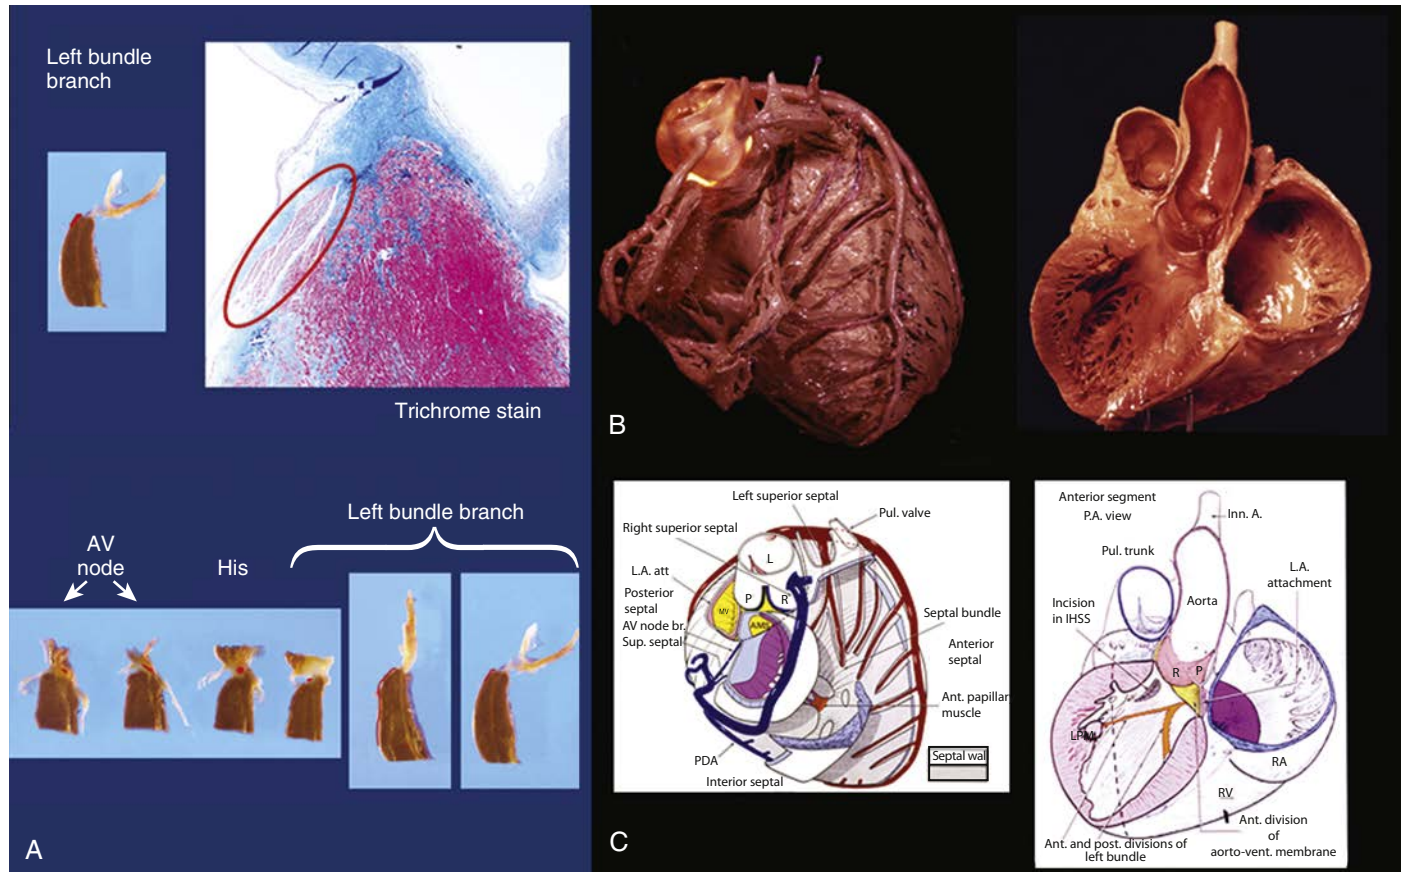 Left bundle
branch
Trichrome stain
Left bundle branch
AV
node
His
A
B
Left superior septal
Pul. valve
Right superior septal
L
L.A. att
P
R
Posterior
septal
MV
AMS
AV node br.
Sup. septal
Septal bundle
Anterior
septal
Ant. papillar
muscle
PDA
Septal wal
Interior septal
C
Anterior segment
P.A. view
Inn. A.
Pul. trunk
L.A.
attachment
Incision
in IHSS
Aorta
R
P
LPM
RA
RV
Ant. division
of
aorto-vent. membrane
Ant. and post. divisions of
left bundle